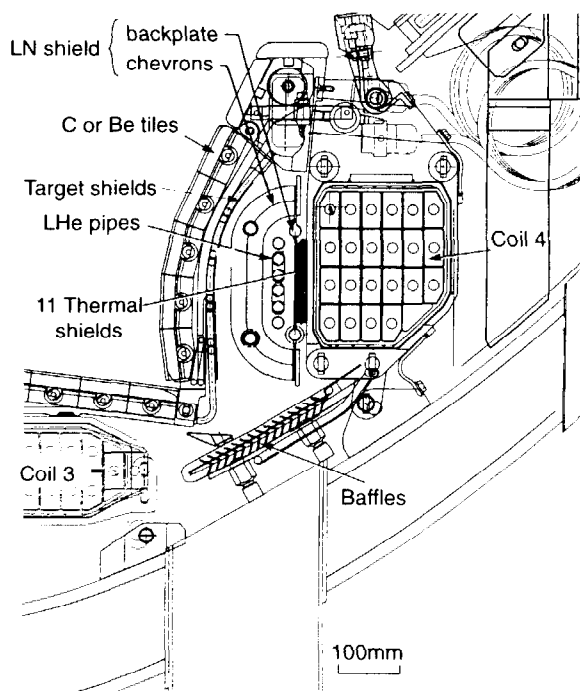 LN shield { backplate
chevrons
C or Be tiles
Target shields
LHe pipes
Coil 4
11 Thermal
shields
Coil 3
Baffles
100mm